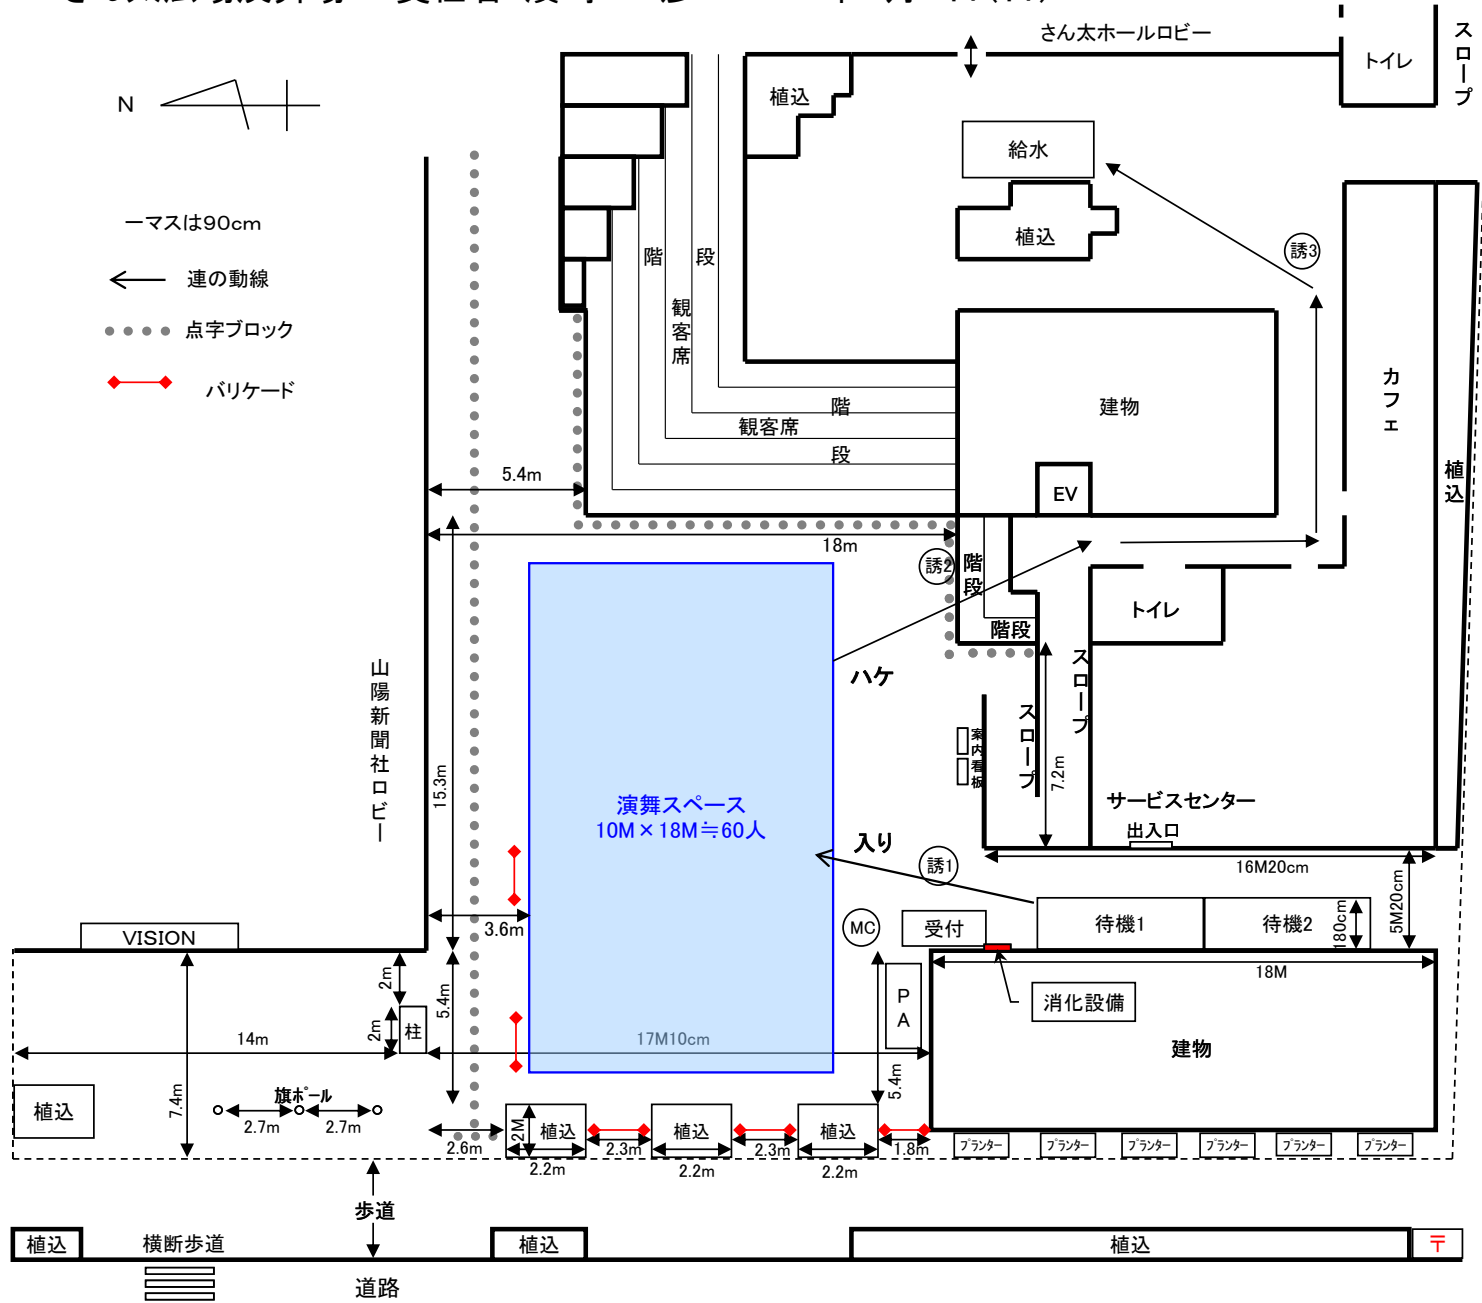 さん太ホールロビー
トイレ
スロープ
N
植込
給水
一マスは90cm
植込
誘3
連の動線
階
段
点字ブロック
観客席
バリケード
カフェ
階
建物
観客席
段
植込
5.4m
EV
18m
誘2
階段
トイレ
階段
山陽新聞社ロビー
ハケ
スロープ
スロープ
案内看板
7.2m
15.3m
演舞スペース
10M×18M≒60人
サービスセンター
出入口
入り
誘1
16M20cm
5M20cm
3.6m
MC
受付
待機1
待機2
180cm
VISION
18M
2m
5.4m
PA
消化設備
2m
柱
14m
17M10cm
建物
7.4m
旗ポール
5.4m
植込
2.7m
2.7m
2.6m
2M
植込
植込
植込
2.3m
2.3m
1.8m
2.2m
2.2m
2.2m
プランター
プランター
プランター
プランター
プランター
プランター
歩道
植込
横断歩道
植込
植込
〒
道路